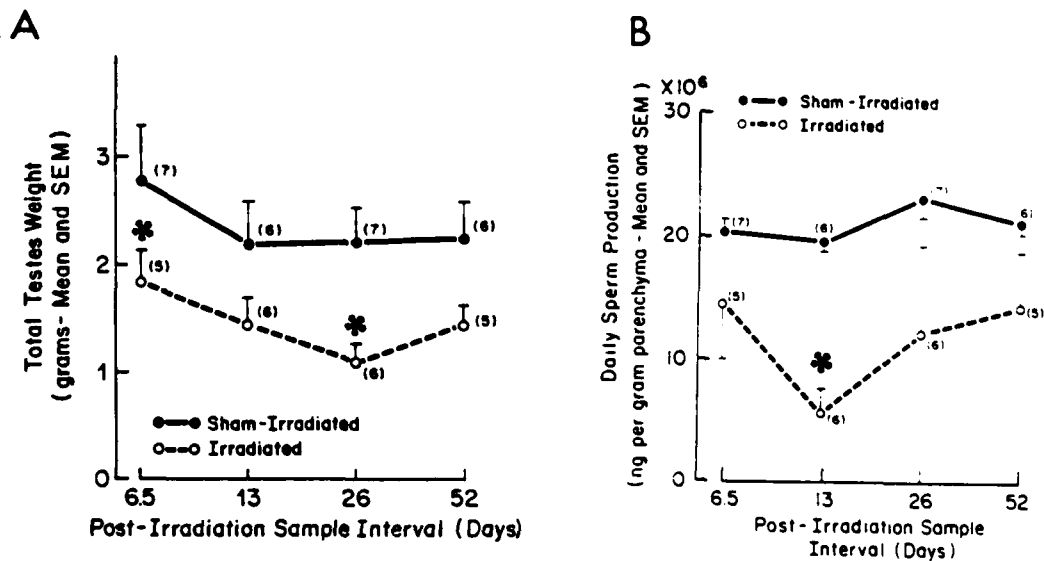 A
Total Testes Weight
(grams- Mean and SEM)
3
2
1
0
(7)
(6)
(7)
(6)
*
(5)
(6)
*
(6)
(5)
Sham-Irradiated
Irradiated
6.5 13 26 52
Post-Irradiation Sample Interval (Days)
B
Daily Sperm Production
(ng per gram parenchyma - Mean and SEM)
X10⁶
30
20
10
0
Sham-Irradiated
Irradiated
(7)
(6)
(7)
6)
(5)
*
(6)
(6)
(5)
6.5 13 26 52
Post-Irradiation Sample
Interval (Days)